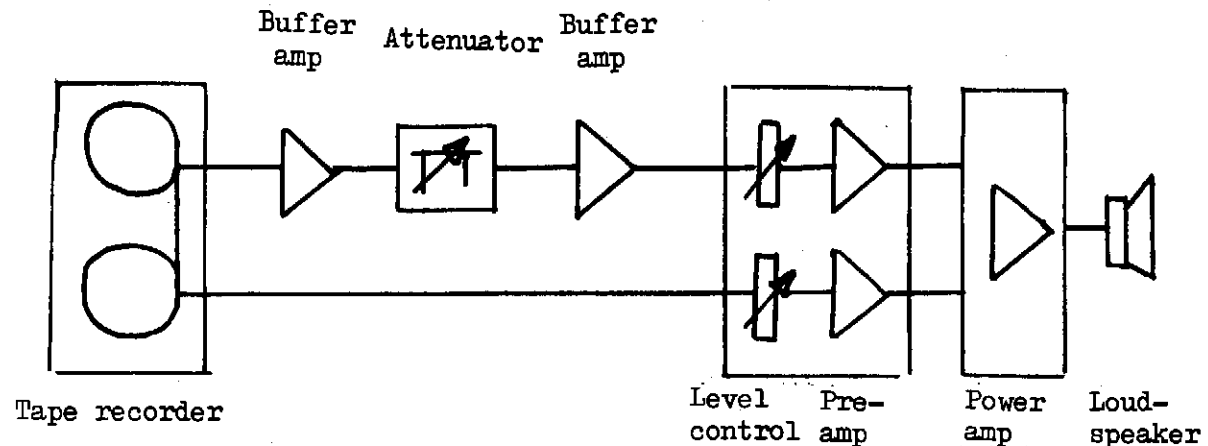 Buffer
amp
Attenuator
Buffer
amp
Tape recorder
Level
control
Pre-
amp
Power
amp
Loud-
speaker